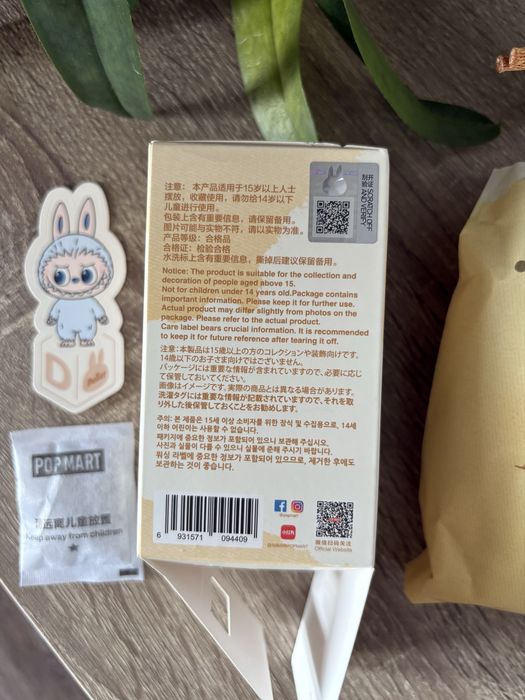 注意：本产品适用于15岁以上人士
摆放，收藏使用，请勿给14岁以下
儿童进行使用。
包装上含有重要信息，请保留备用。
图片可能与实物不符，请以实物为准。
产品等级：合格品
合格证：检验合格
水洗标上含有重要信息，撕掉后建议保留备用。
Notice: The product is suitable for the collection and
decoration of people aged above 15.
Not for children under 14 years old.Package contains
important information. Please keep it for further use.
Actual product may differ slightly from photos on the
package. Please refer to the actual product.
Care label bears crucial information. It is recommended
to keep it for future reference after tearing it off.
注意：本製品は15歳以上の方のコレクションや装飾向けです。
14歳以下のお子さま向けではございません。
パッケージには重要な情報が記載されていますので、必要に応じ
て保管しておいてください。
画像はイメージです。実際の商品とは異なる場合があります。
洗濯タグには重要な情報が記載されていますので、それを取
り外した後保管しておくことをお勧めします。
주의: 본 제품은 15세 이상 소비자를 위한 장식 및 수집용으로, 14세
이하 어린이는 사용할 수 없습니다.
패키지에 중요한 정보가 포함되어 있으니 보관해 주십시오.
사진과 실물이 다를 수 있으니 실물에 준해 주시기 바랍니다.
워싱 라벨에 중요한 정보가 포함되어 있으므로, 제거한 후에도
보관하는 것이 좋습니다.
刮开涂层
SCRATCH OFF
AND VERIFY
6 931571 094409
小红书
微信扫码关注
Official Website
D
POP MART
远离儿童放置
Keep away from children